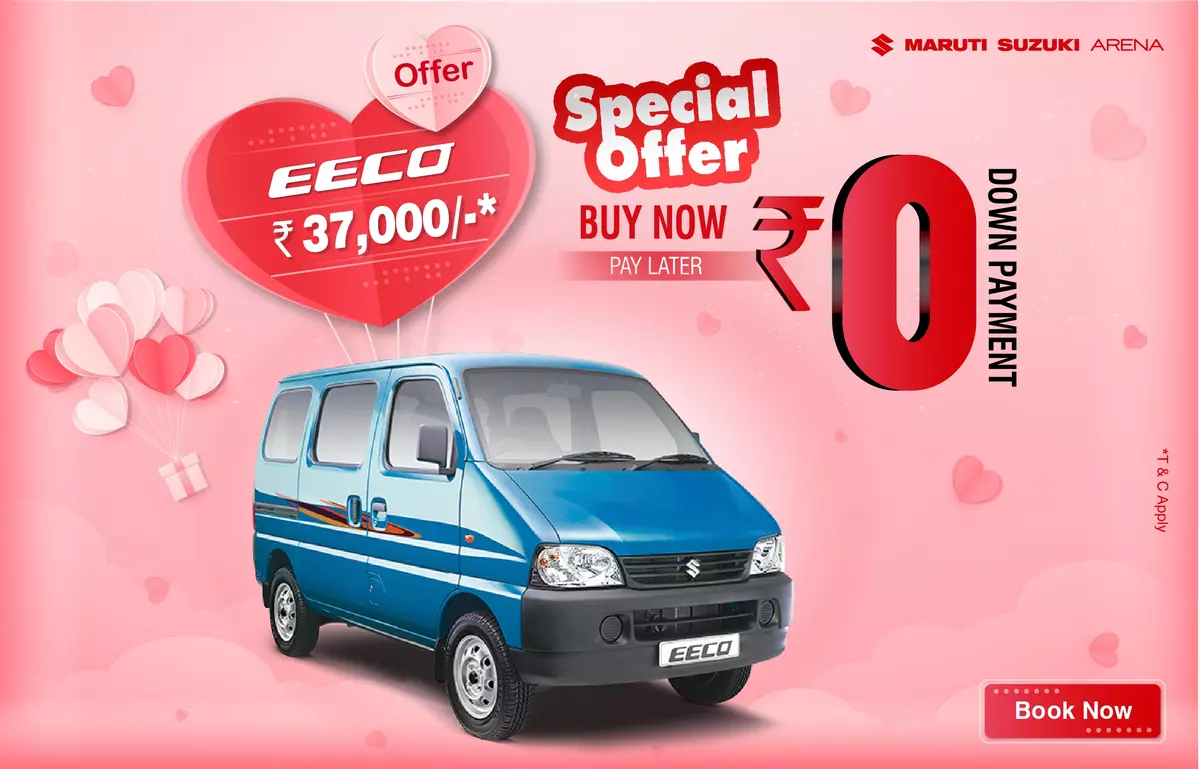 Offer
EECO
₹ 37,000/-*
Special
Offer
BUY NOW
PAY LATER
₹0
DOWN PAYMENT
MARUTI SUZUKI ARENA
*T & C Apply
EECO
Book Now